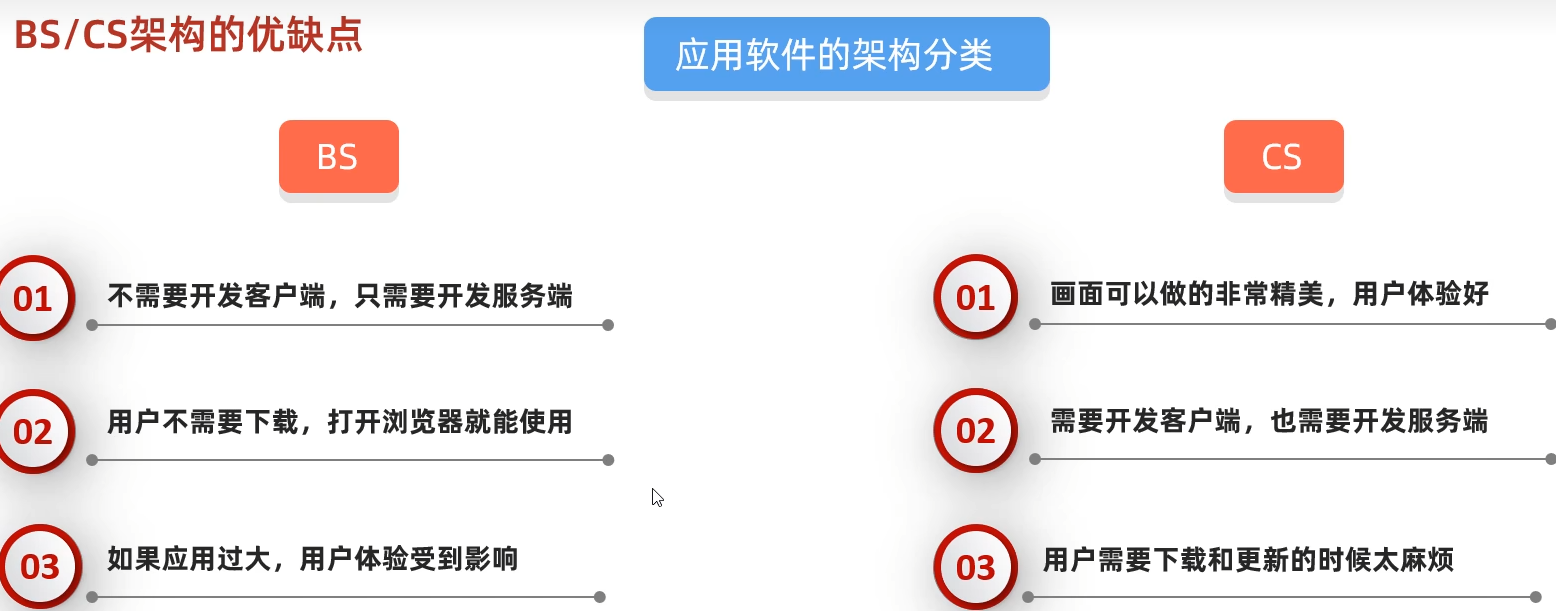 BS/CS架构的优缺点
应用软件的架构分类
BS
CS
01
不需要开发客户端，只需要开发服务端
02
用户不需要下载，打开浏览器就能使用
03
如果应用过大，用户体验受到影响
01
画面可以做的非常精美，用户体验好
02
需要开发客户端，也需要开发服务端
03
用户需要下载和更新的时候太麻烦